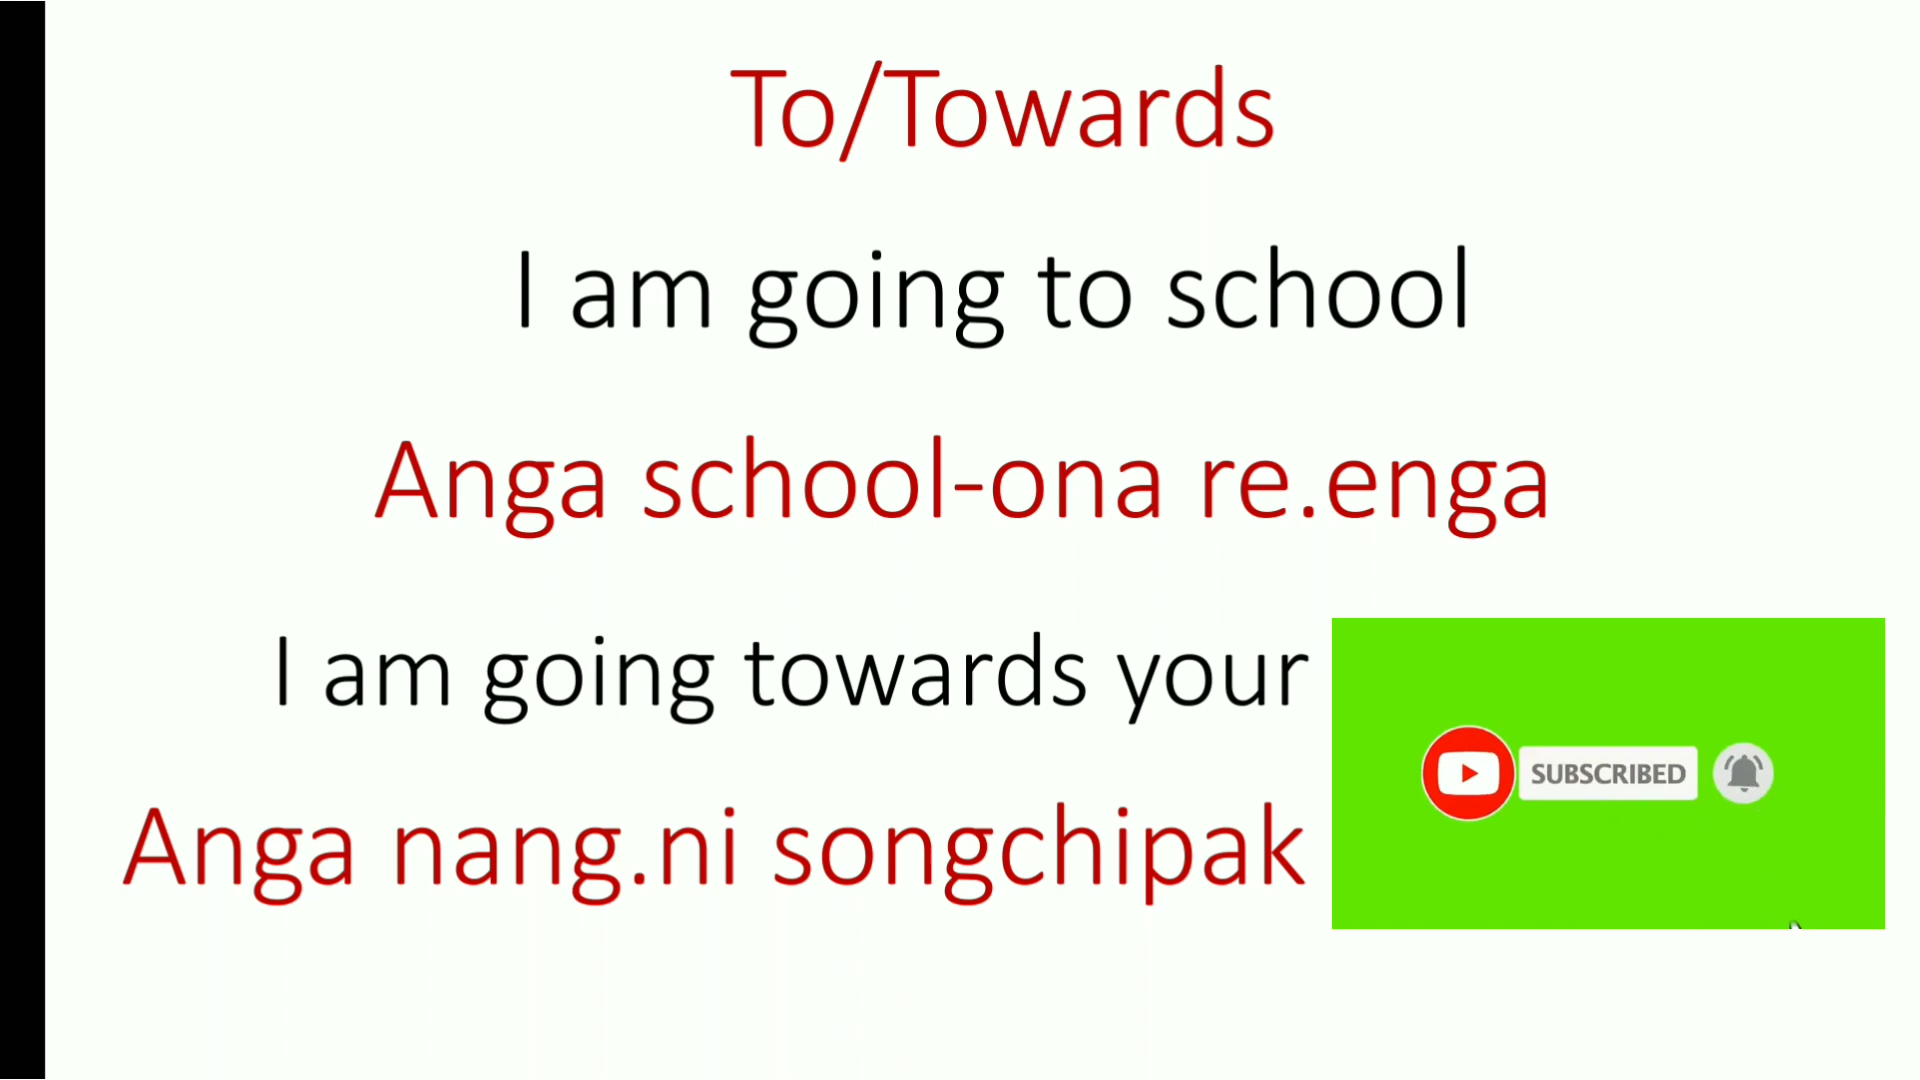 To/Towards
I am going to school
Anga school-ona re.enga
I am going towards your
Anga nang.ni songchipak
SUBSCRIBED